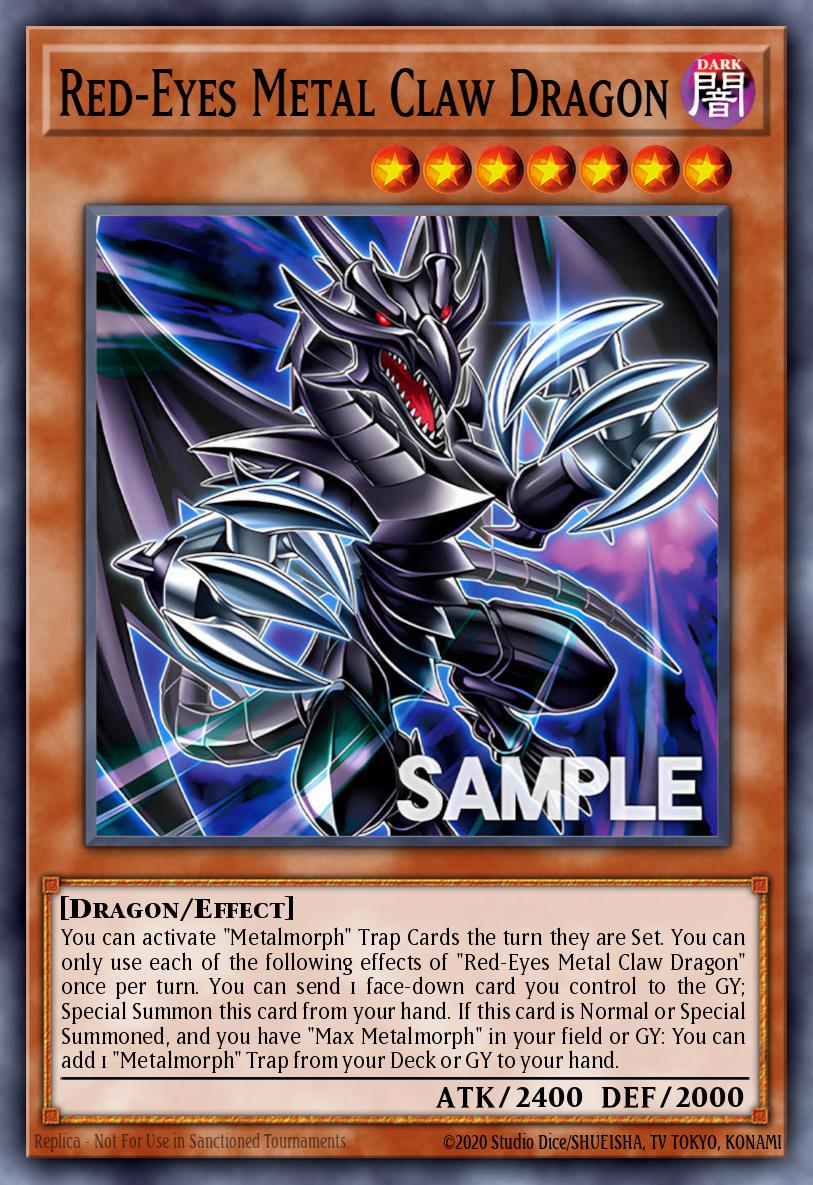 Red-Eyes Metal Claw Dragon
DARK
闇
SAMPLE
[Dragon/Effect]
You can activate "Metalmorph" Trap Cards the turn they are Set. You can
only use each of the following effects of "Red-Eyes Metal Claw Dragon"
once per turn. You can send 1 face-down card you control to the GY;
Special Summon this card from your hand. If this card is Normal or Special
Summoned, and you have "Max Metalmorph" in your field or GY: You can
add 1 "Metalmorph" Trap from your Deck or GY to your hand.
ATK/2400 DEF/2000
Replica - Not For Use in Sanctioned Tournaments.
©2020 Studio Dice/SHUEISHA, TV TOKYO, KONAMI